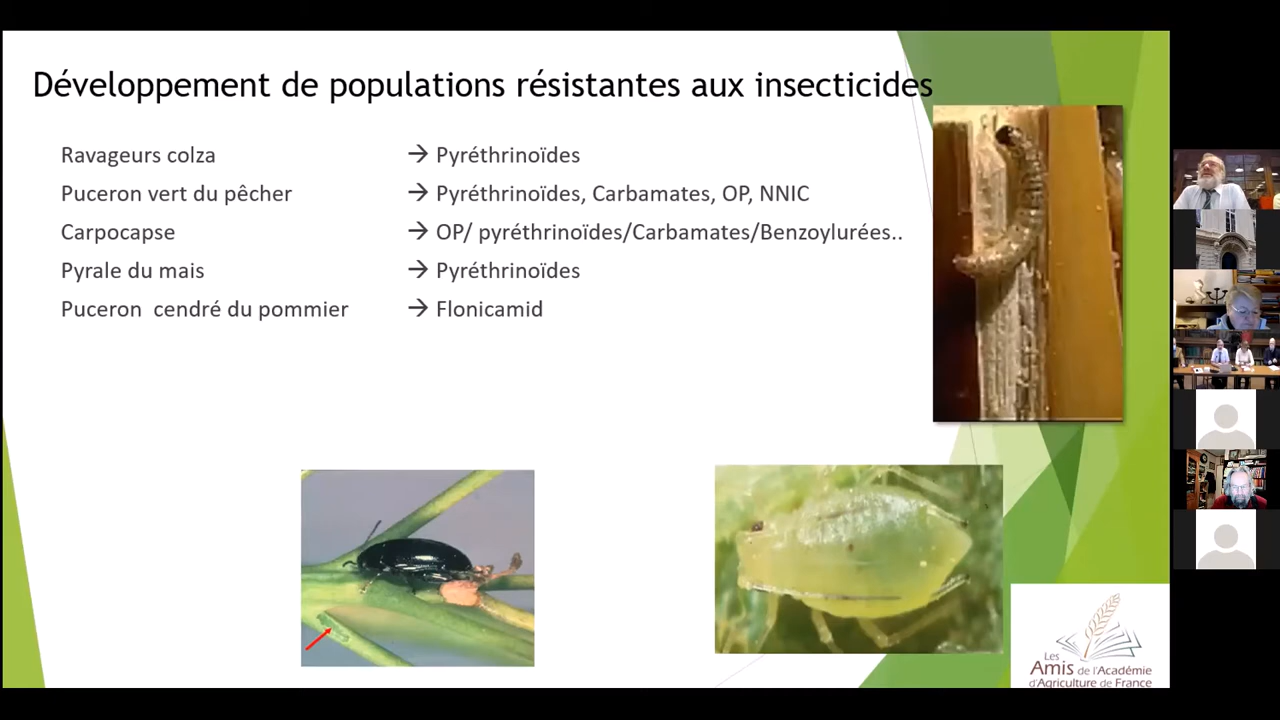 Développement de populations résistantes aux insecticides
Ravageurs colza → Pyréthrinoïdes
Puceron vert du pêcher → Pyréthrinoïdes, Carbamates, OP, NNIC
Carpocapse → OP/ pyréthrinoïdes/Carbamates/Benzoylurées..
Pyrale du mais → Pyréthrinoïdes
Puceron  cendré du pommier → Flonicamid
Les
Amis de l'Académie
d'Agriculture de France